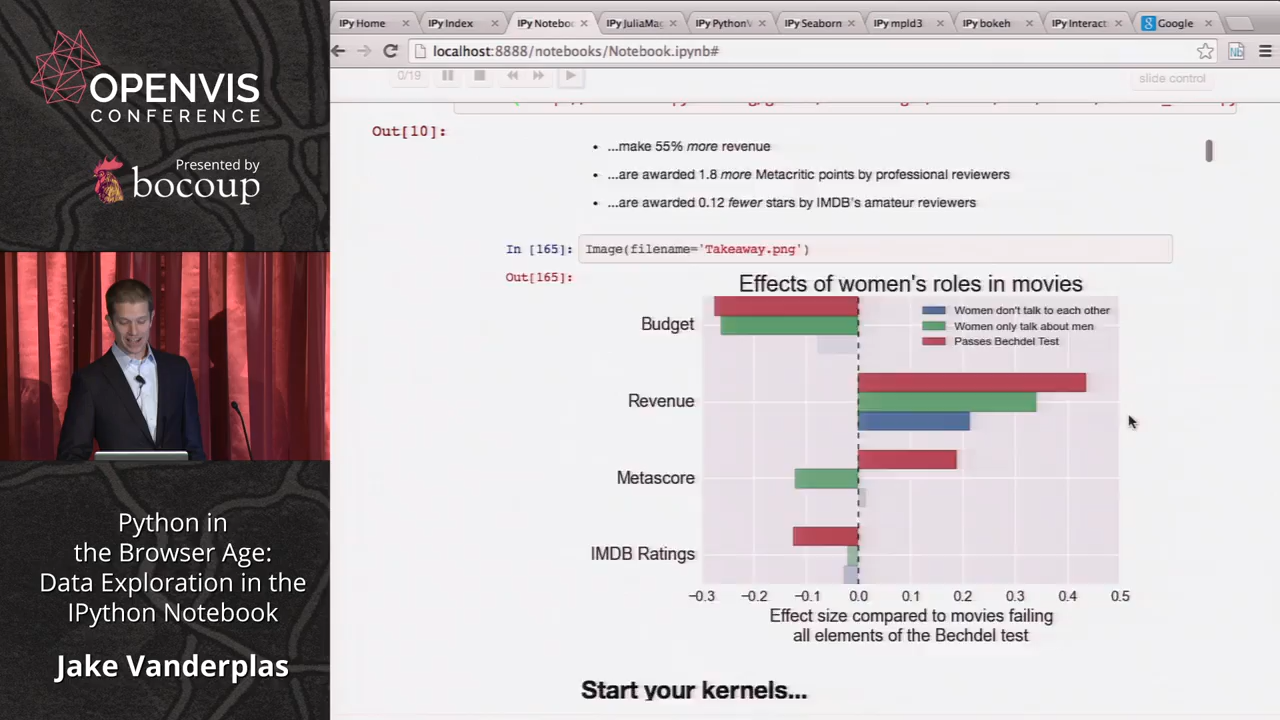 OPENVIS
CONFERENCE
Presented by
bocoup
Python in
the Browser Age:
Data Exploration in the
IPython Notebook
Jake Vanderplas
IPy Home
IPy Index
IPy Noteboo
IPy JuliaMag
IPy PythonV
IPy Seaborn
IPy mpld3
IPy bokeh
IPy Interact
Google
localhost:8888/notebooks/Notebook.ipynb#
0/19
slide control
Out[10]:
• ...make 55% more revenue
• ...are awarded 1.8 more Metacritic points by professional reviewers
• ...are awarded 0.12 fewer stars by IMDB's amateur reviewers
In [165]: Image(filename='Takeaway.png')
Out[165]:
Effects of women's roles in movies
Women don't talk to each other
Women only talk about men
Passes Bechdel Test
Budget
Revenue
Metascore
IMDB Ratings
−0.3 −0.2 −0.1 0.0 0.1 0.2 0.3 0.4 0.5
Effect size compared to movies failing
all elements of the Bechdel test
Start your kernels...